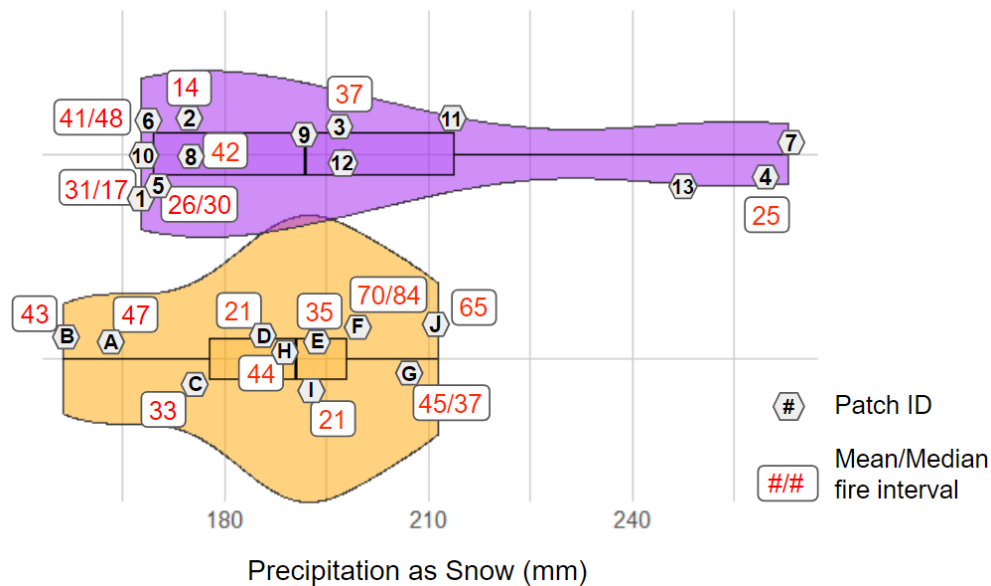 14
37
41/48
6
2
3
11
9
7
10
8
42
12
31/17
5
4
13
1
26/30
25
70/84
43
47
21
35
65
B
A
D
E
F
J
H
44
C
I
G
33
21
45/37
# Patch ID
#/# Mean/Median
fire interval
180 210 240
Precipitation as Snow (mm)